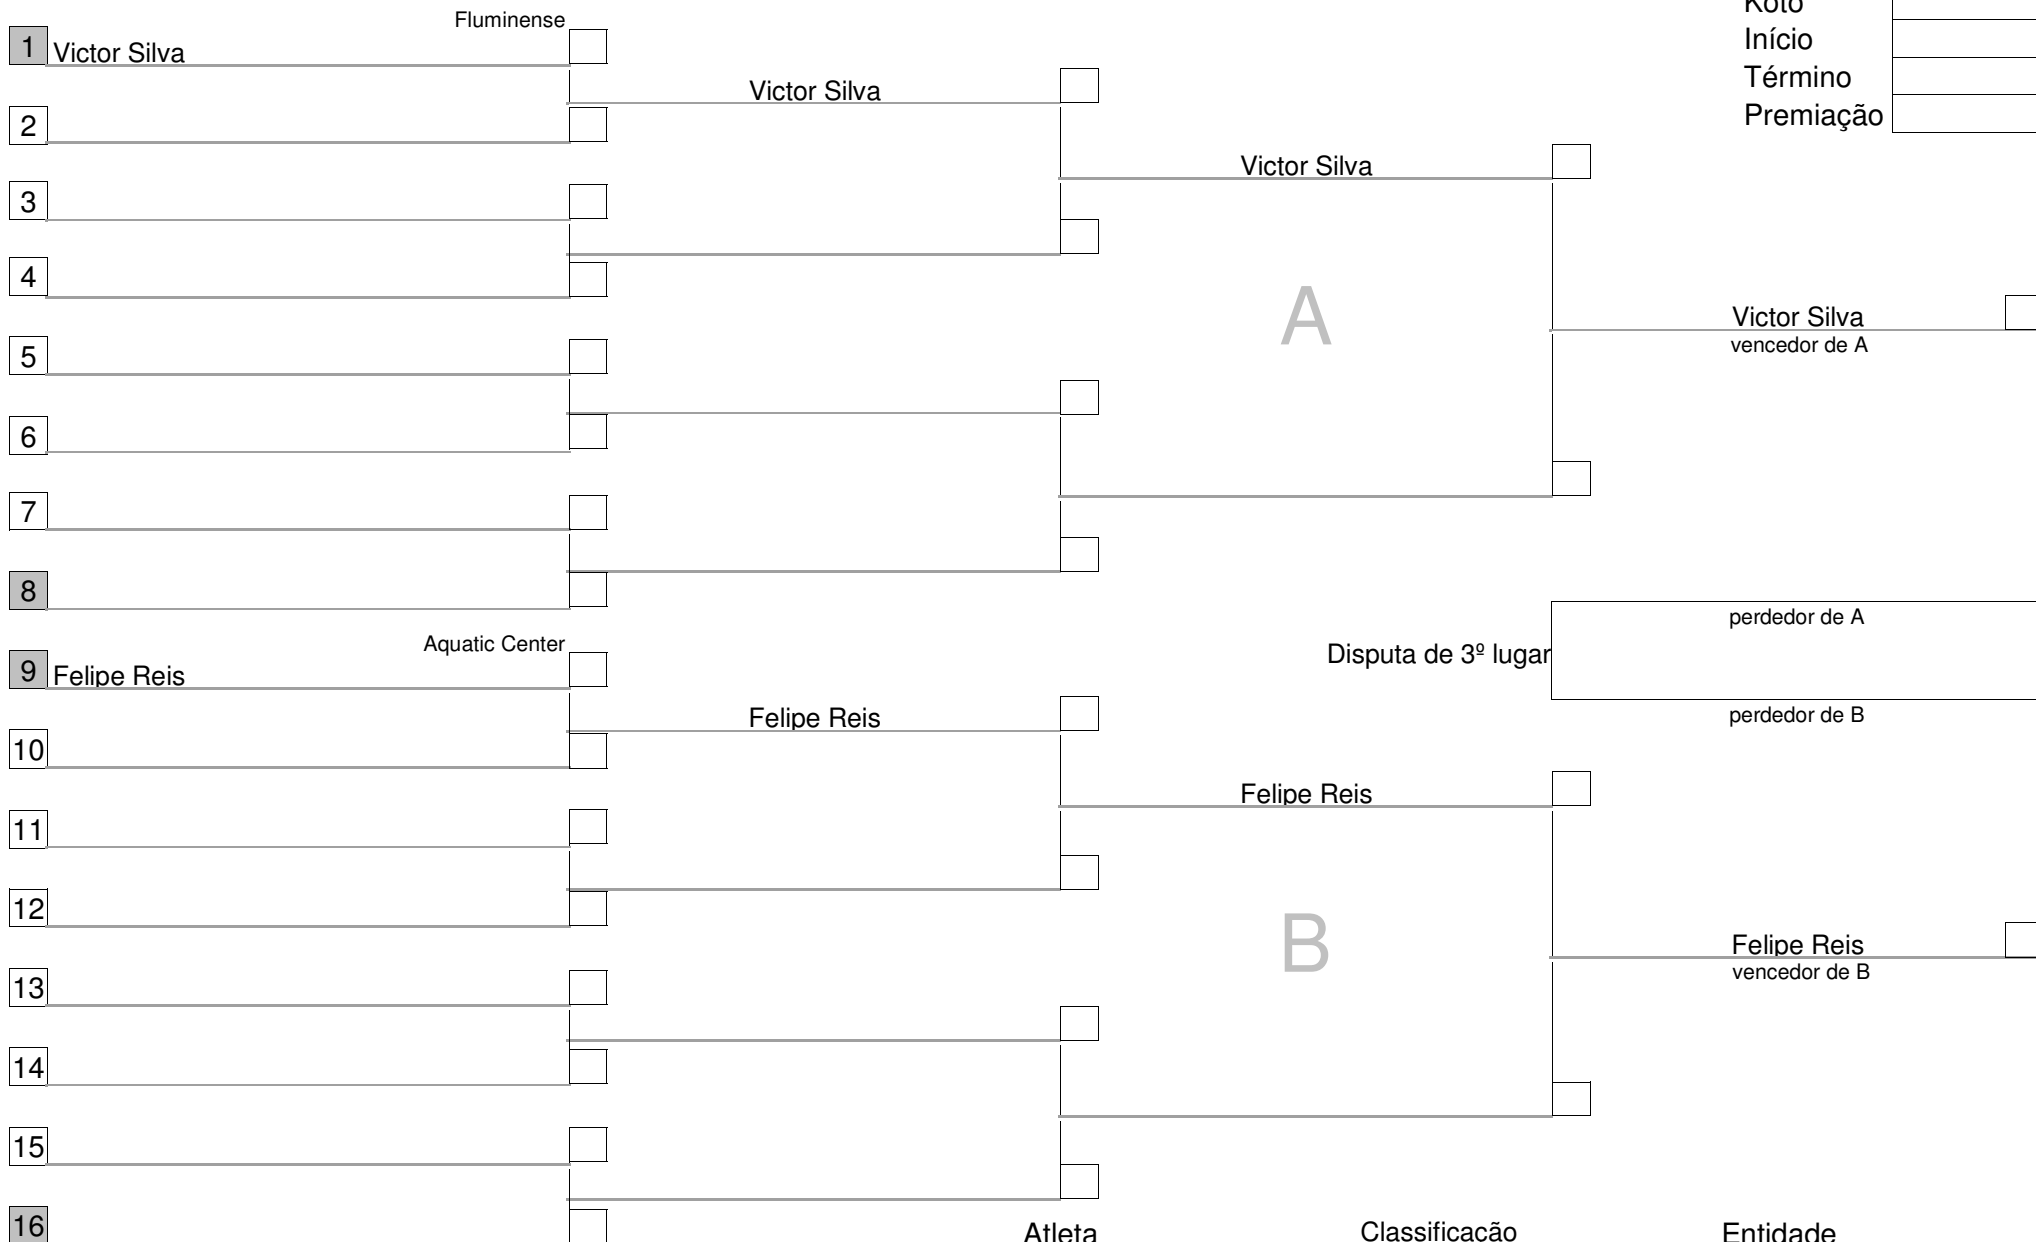 Koto
Fluminense
1 Victor Silva
Início
Término
Victor Silva
Premiação
2
Victor Silva
3
4
A
Victor Silva
vencedor de A
5
6
7
8
perdedor de A
Aquatic Center
Disputa de 3º lugar
9 Felipe Reis
perdedor de B
Felipe Reis
10
Felipe Reis
11
12
B
Felipe Reis
vencedor de B
13
14
15
16
Atleta Classificação Entidade